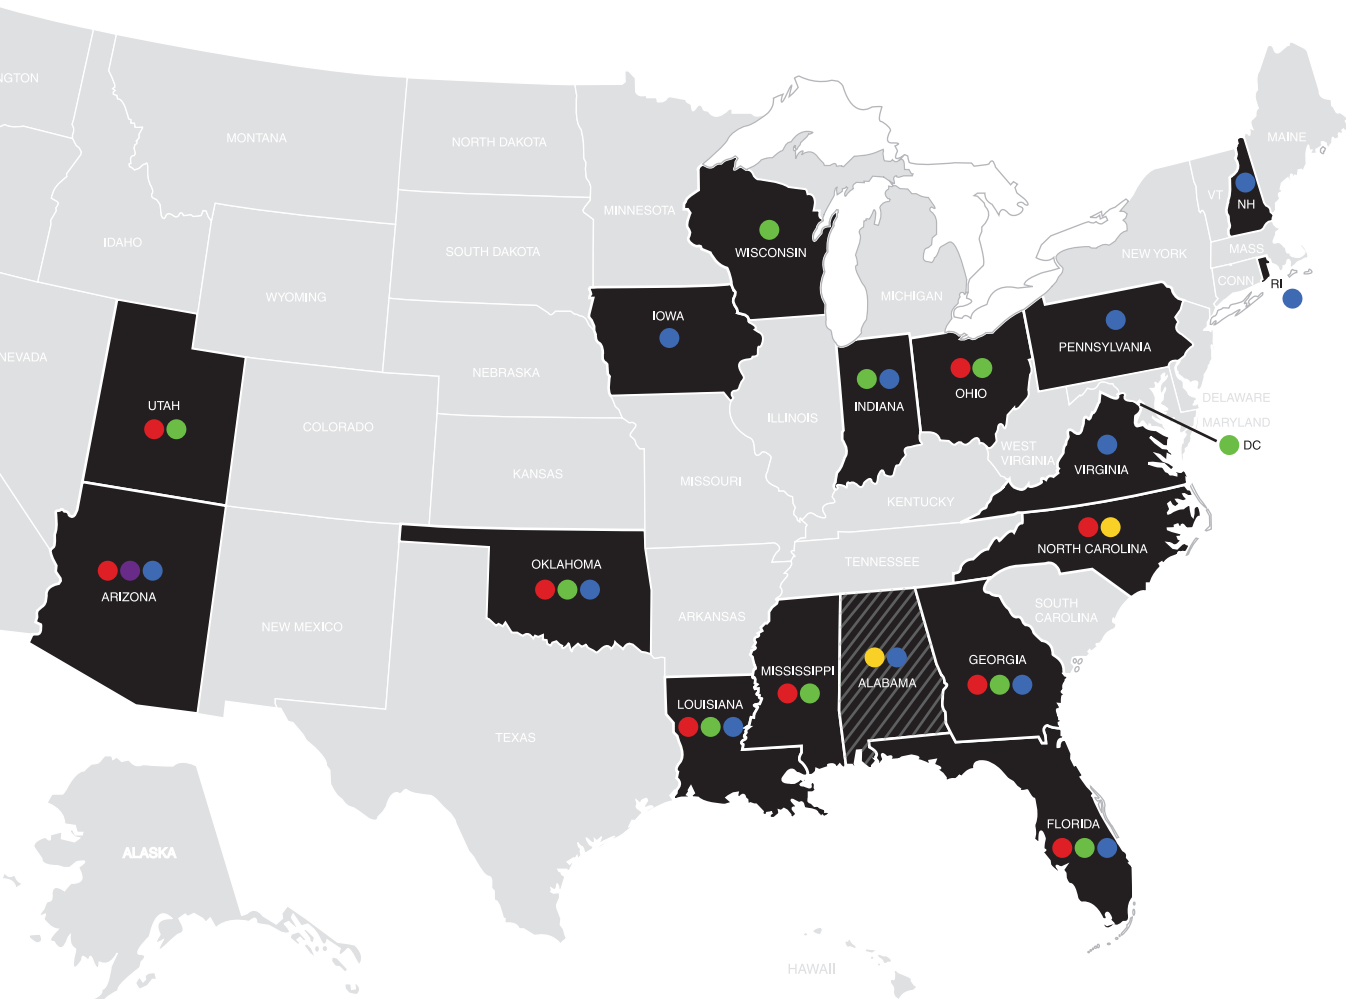 NGTON
MONTANA
NORTH DAKOTA
MAINE
MINNESOTA
VT
NH
IDAHO
SOUTH DAKOTA
WISCONSIN
NEW YORK
MASS
WYOMING
MICHIGAN
CONN
RI
IOWA
NEVADA
NEBRASKA
PENNSYLVANIA
UTAH
COLORADO
ILLINOIS
INDIANA
OHIO
DELAWARE
MARYLAND
DC
KANSAS
MISSOURI
WEST
VIRGINIA
VIRGINIA
KENTUCKY
NORTH CAROLINA
OKLAHOMA
TENNESSEE
ARIZONA
NEW MEXICO
ARKANSAS
SOUTH
CAROLINA
MISSISSIPPI
ALABAMA
GEORGIA
LOUISIANA
TEXAS
FLORIDA
ALASKA
HAWAII